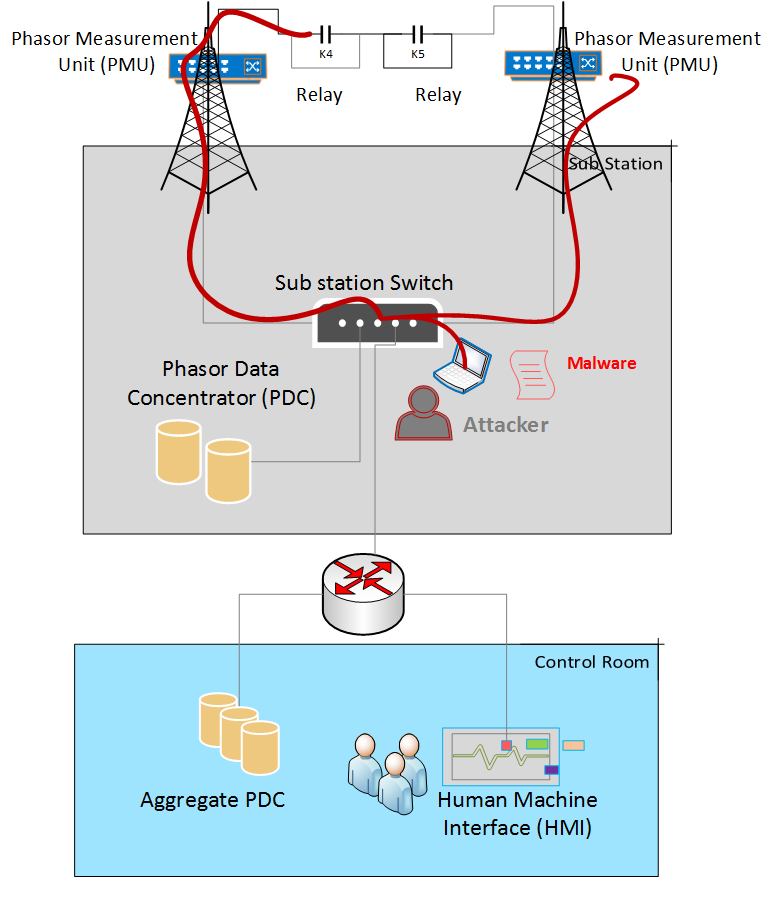 Phasor Measurement
Unit (PMU)
K4
K5
Relay
Relay
Phasor Measurement
Unit (PMU)
Sub Station
Sub station Switch
Phasor Data
Concentrator (PDC)
Malware
Attacker
Control Room
Aggregate PDC
Human Machine
Interface (HMI)